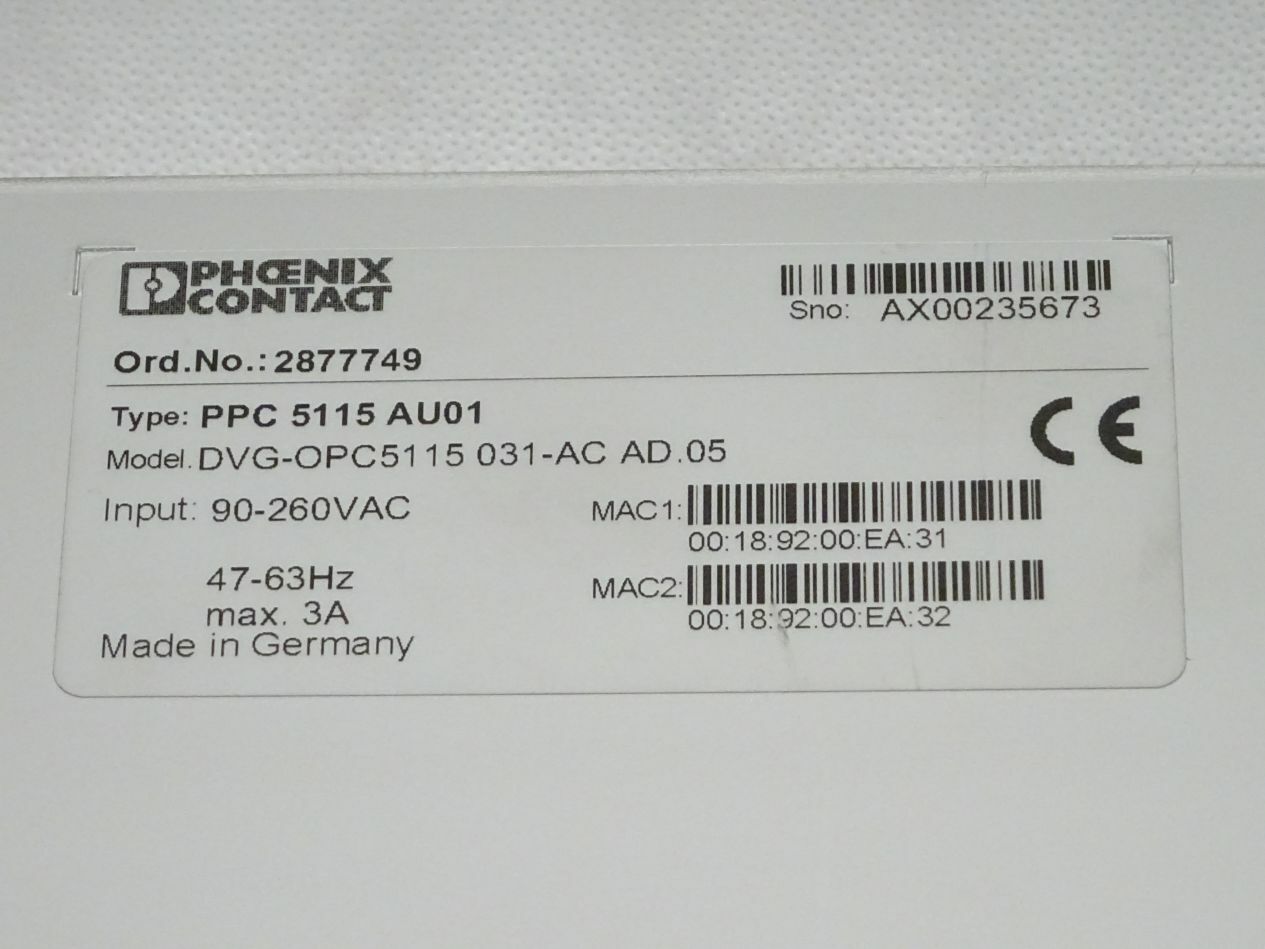 PHŒNIX
CONTACT
Sno: AX00235673
Ord.No.: 2877749
Type: PPC 5115 AU01
Model. DVG-OPC5115 031-AC AD.05
CE
Input: 90-260VAC
MAC1:
00:18:92:00:EA:31
47-63Hz
MAC2:
max. 3A
00:18:92:00:EA:32
Made in Germany